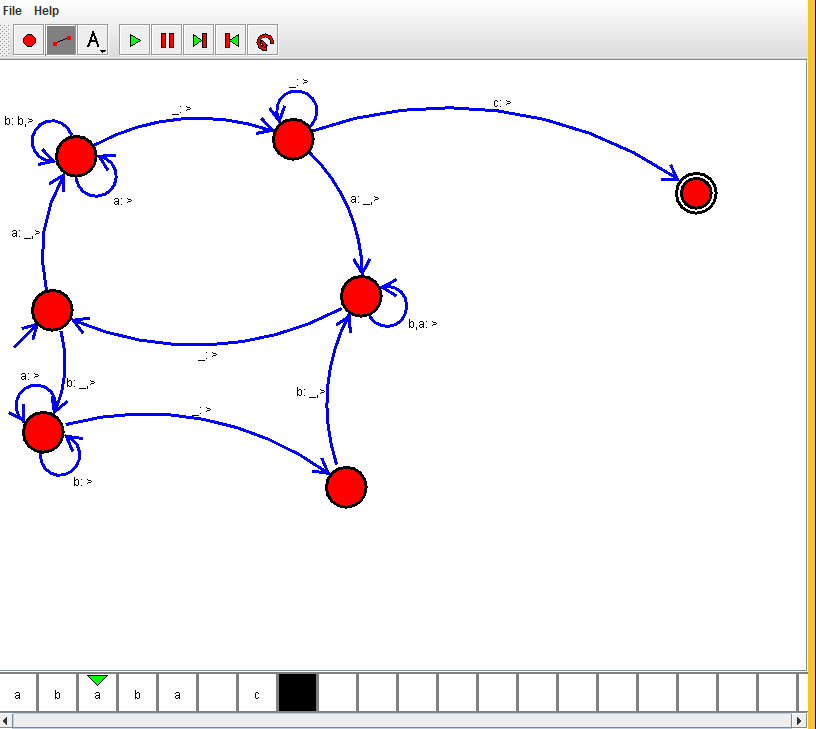 File Help
A
_: >
c: >
_: >
b: b,>
a: _,>
a: >
a: _,>
b,a: >
_: >
a: >
b: _,>
b: _,>
_: >
b: >
a b a b a c